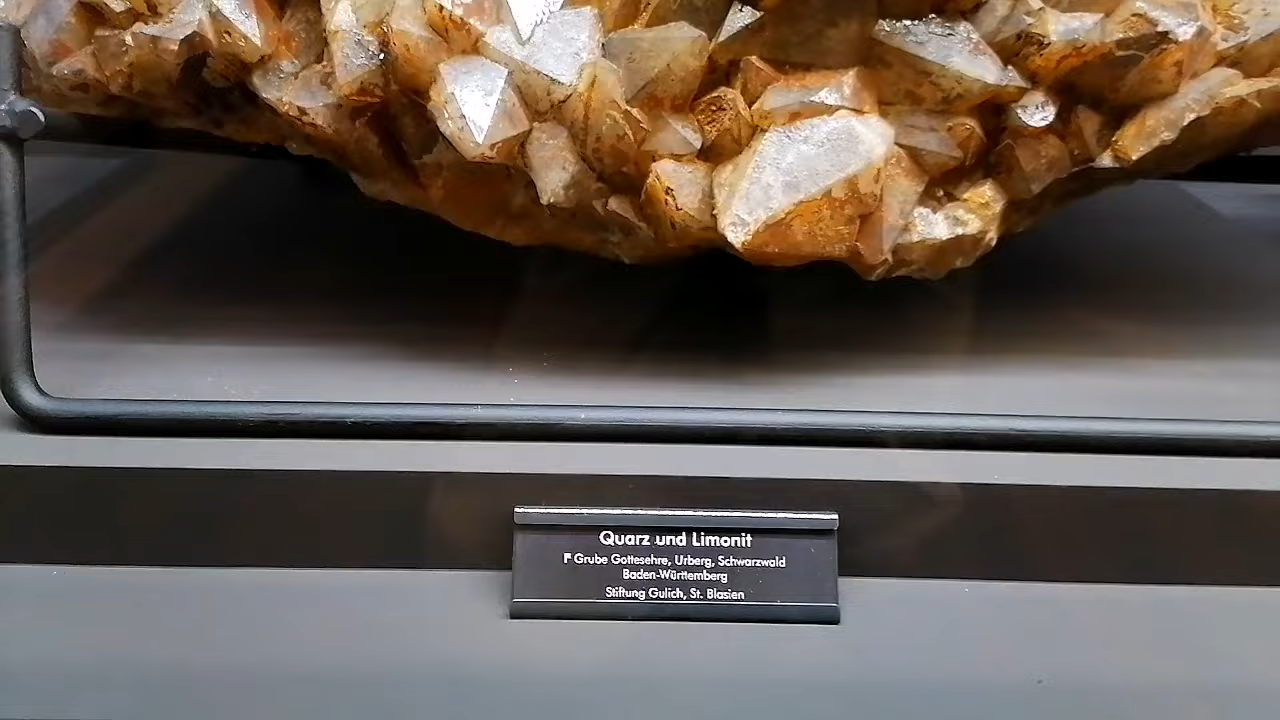 Quarz und Limonit
Grube Gottesehre, Urberg, Schwarzwald
Baden-Württemberg
Stiftung Gulich, St. Blasien